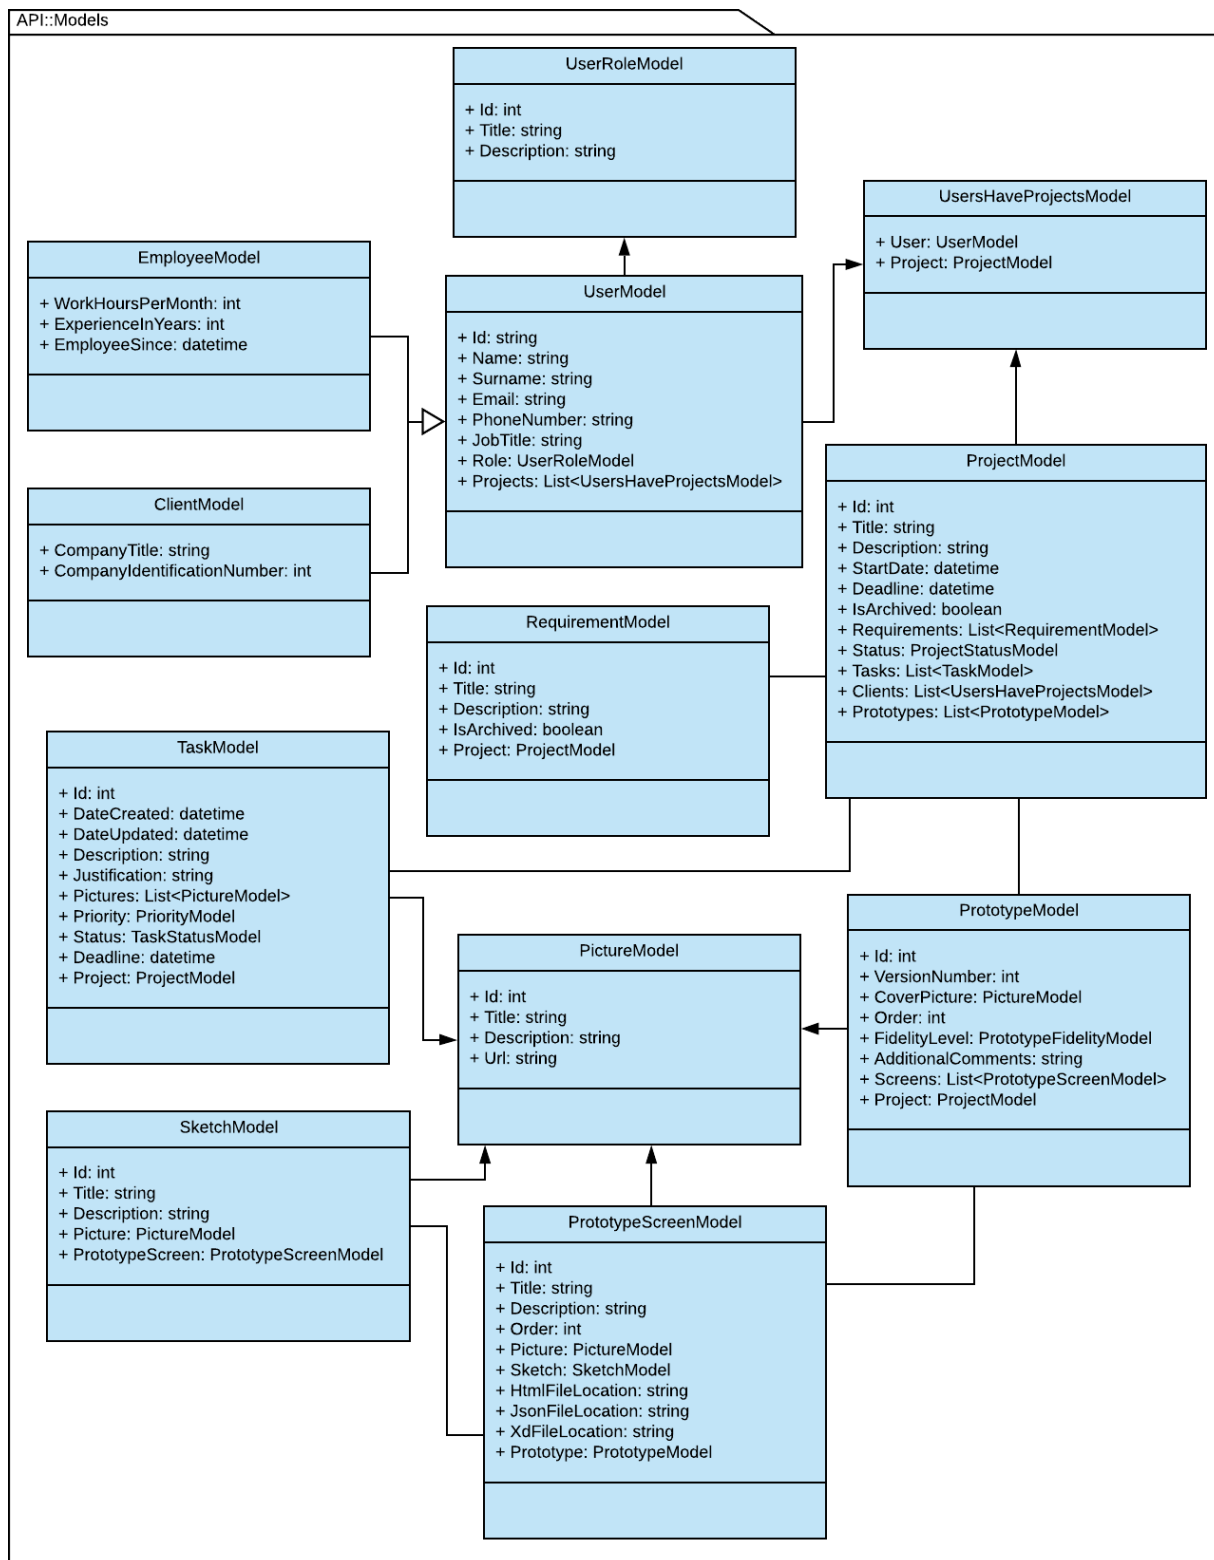 API::Models
UserRoleModel
+ Id: int
+ Title: string
+ Description: string
UsersHaveProjectsModel
+ User: UserModel
+ Project: ProjectModel
EmployeeModel
+ WorkHoursPerMonth: int
+ ExperienceInYears: int
+ EmployeeSince: datetime
UserModel
+ Id: string
+ Name: string
+ Surname: string
+ Email: string
+ PhoneNumber: string
+ JobTitle: string
+ Role: UserRoleModel
+ Projects: List<UsersHaveProjectsModel>
ClientModel
+ CompanyTitle: string
+ CompanyIdentificationNumber: int
ProjectModel
+ Id: int
+ Title: string
+ Description: string
+ StartDate: datetime
+ Deadline: datetime
+ IsArchived: boolean
+ Requirements: List<RequirementModel>
+ Status: ProjectStatusModel
+ Tasks: List<TaskModel>
+ Clients: List<UsersHaveProjectsModel>
+ Prototypes: List<PrototypeModel>
RequirementModel
+ Id: int
+ Title: string
+ Description: string
+ IsArchived: boolean
+ Project: ProjectModel
TaskModel
+ Id: int
+ DateCreated: datetime
+ DateUpdated: datetime
+ Description: string
+ Justification: string
+ Pictures: List<PictureModel>
+ Priority: PriorityModel
+ Status: TaskStatusModel
+ Deadline: datetime
+ Project: ProjectModel
PictureModel
+ Id: int
+ Title: string
+ Description: string
+ Url: string
PrototypeModel
+ Id: int
+ VersionNumber: int
+ CoverPicture: PictureModel
+ Order: int
+ FidelityLevel: PrototypeFidelityModel
+ AdditionalComments: string
+ Screens: List<PrototypeScreenModel>
+ Project: ProjectModel
SketchModel
+ Id: int
+ Title: string
+ Description: string
+ Picture: PictureModel
+ PrototypeScreen: PrototypeScreenModel
PrototypeScreenModel
+ Id: int
+ Title: string
+ Description: string
+ Order: int
+ Picture: PictureModel
+ Sketch: SketchModel
+ HtmlFileLocation: string
+ JsonFileLocation: string
+ XdFileLocation: string
+ Prototype: PrototypeModel